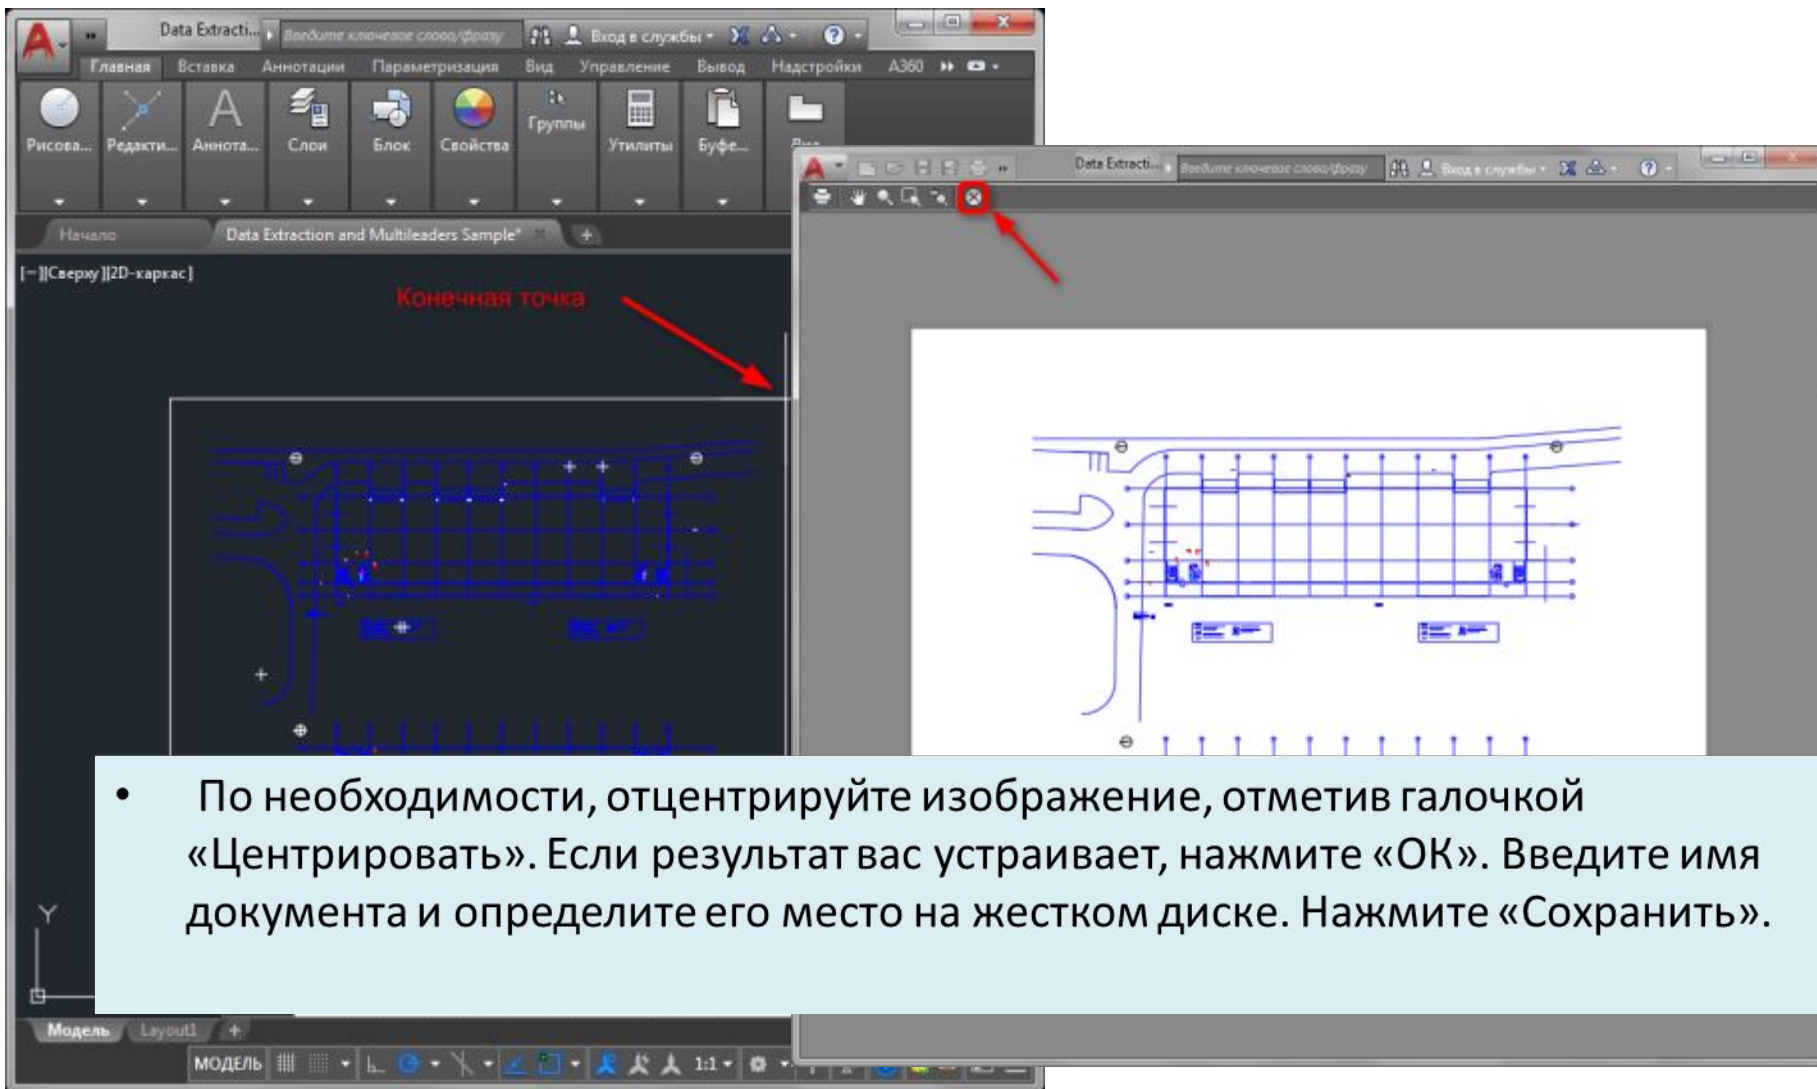 Data Extracti... Введите ключевое слово/фразу Вход в службы
Главная Вставка Аннотации Параметризация Вид Управление Вывод Надстройки A360
Рисова... Редакти... Аннота... Слои Блок Свойства Группы Утилиты Буфе... Вид
Начало Data Extraction and Multileaders Sample* +
[−][Сверху][2D-каркас]
Конечная точка
Data Extracti... Введите ключевое слово/фразу Вход в службы
• По необходимости, отцентрируйте изображение, отметив галочкой
«Центрировать». Если результат вас устраивает, нажмите «ОК». Введите имя
документа и определите его место на жестком диске. Нажмите «Сохранить».
Y
Модель Layout1 +
МОДЕЛЬ 1:1